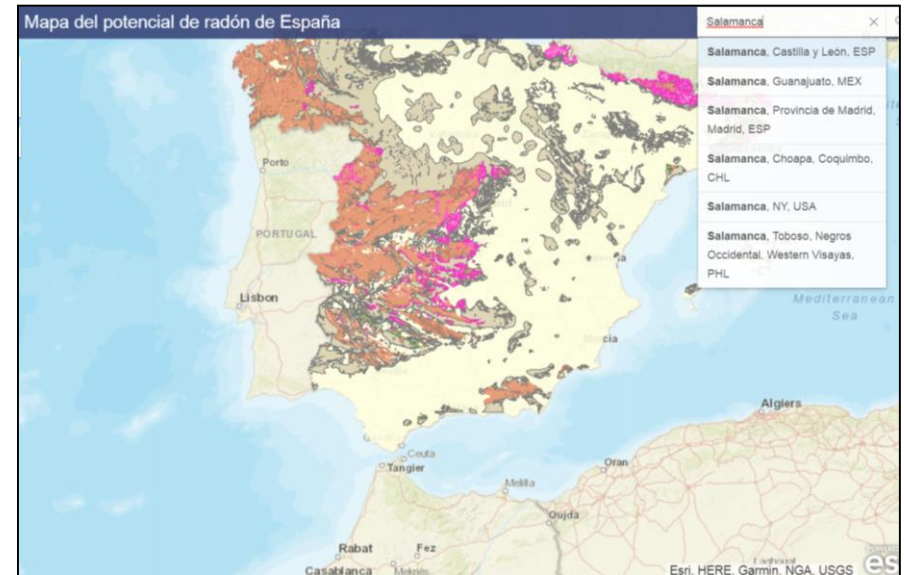 Mapa del potencial de radón de España
Salamanca
Salamanca, Castilla y León, ESP
Salamanca, Guanajuato, MEX
Salamanca, Provincia de Madrid,
Madrid, ESP
Salamanca, Choapa, Coquimbo,
CHL
Salamanca, NY, USA
Salamanca, Toboso, Negros
Occidental, Western Visayas,
PHL
Porto
PORTUGAL
Lisbon
Mediterranean
Sea
Algiers
Ceuta
Tangier
Oran
Melilla
Oujda
Rabat
Fez
Casablanca
Meknès
Esri, HERE, Garmin, NGA, USGS
es